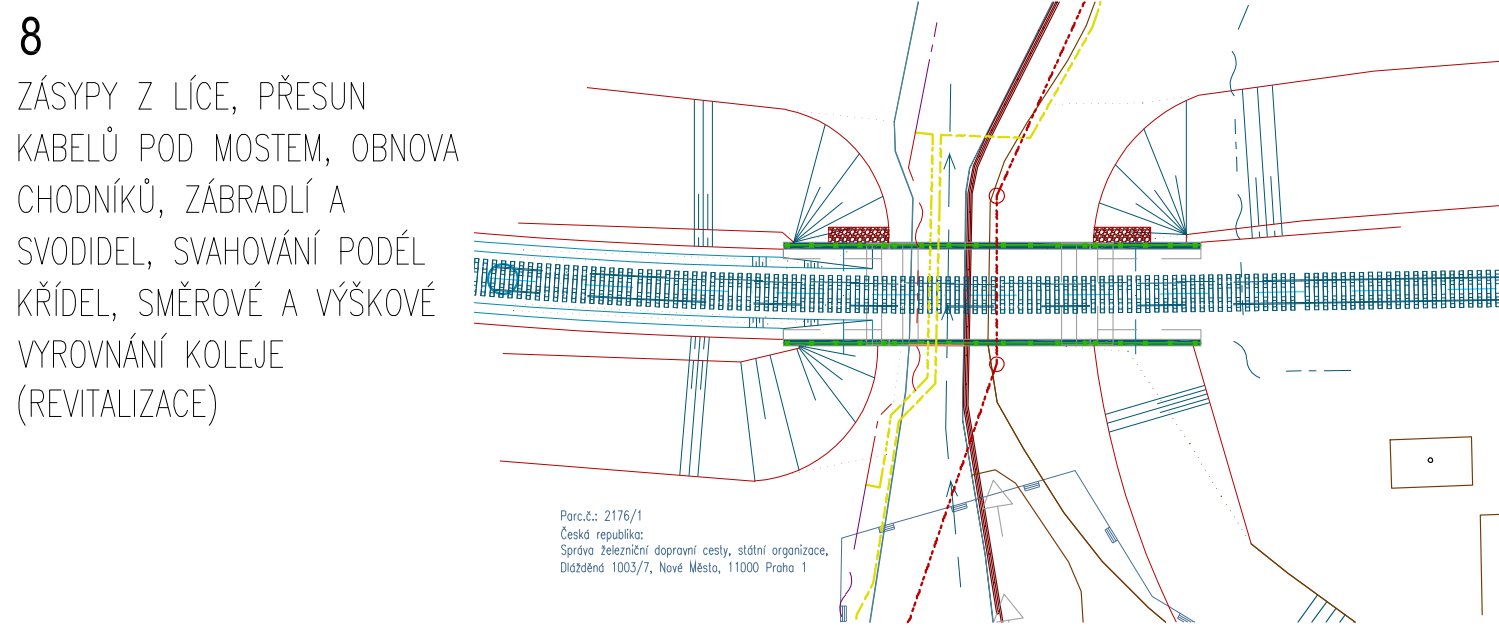 8
ZÁSYPY Z LÍCE, PŘESUN
KABELŮ POD MOSTEM, OBNOVA
CHODNÍKŮ, ZÁBRADLÍ A
SVODIDEL, SVAHOVÁNÍ PODÉL
KŘÍDEL, SMĚROVÉ A VÝŠKOVÉ
VYROVNÁNÍ KOLEJE
(REVITALIZACE)
Parc.č.: 2176/1
Česká republika:
Správa železniční dopravní cesty, státní organizace,
Dlážděná 1003/7, Nové Město, 11000 Praha 1